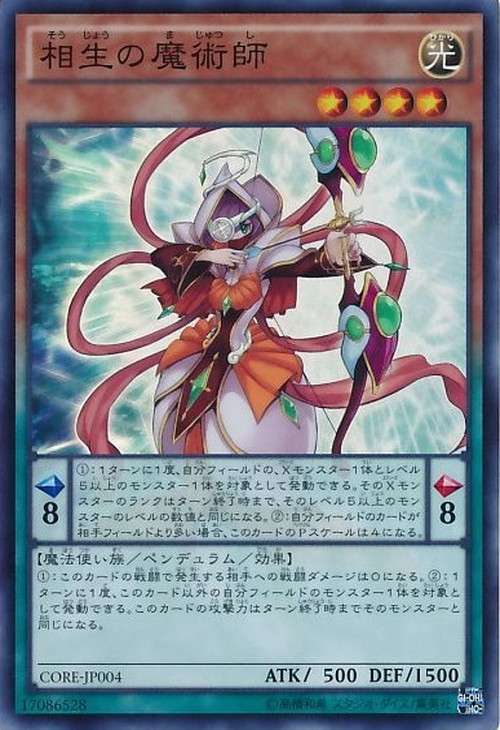 相生の魔術師
光
8
8
①:1ターンに1度、自分フィールドの、Xモンスター1体とレベル
5以上のモンスター1体を対象として発動できる。そのXモ
ンスターのランクはターン終了時まで、そのレベル5以上のモン
スターのレベルの数値と同じになる。②:自分フィールドのカードが
相手フィールドより多い場合、このカードのPスケールは4になる。
【魔法使い族/ペンデュラム/効果】
①:このカードの戦闘で発生する相手への戦闘ダメージは0になる。②:1
ターンに1度、このカード以外の自分フィールドのモンスター1体を対象とし
て発動できる。このカードの攻撃力はターン終了時までそのモンスターと
同じになる。
CORE-JP004
ATK/ 500 DEF/1500
17086528
©高橋和希 スタジオ・ダイス/集英社